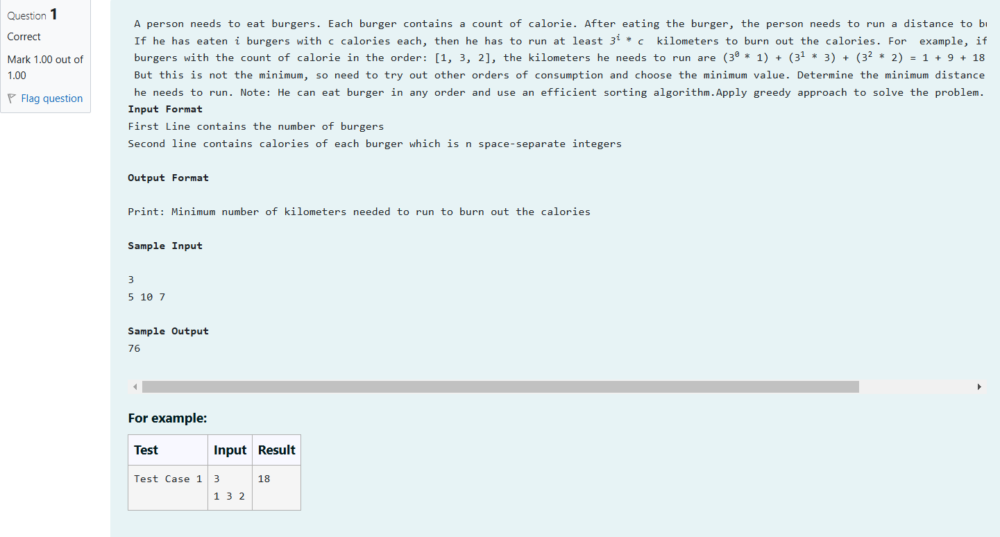 Question 1
Correct
Mark 1.00 out of
1.00
Flag question
A person needs to eat burgers. Each burger contains a count of calorie. After eating the burger, the person needs to run a distance to
If he has eaten i burgers with c calories each, then he has to run at least 3ⁱ * c kilometers to burn out the calories. For example, if
burgers with the count of calorie in the order: [1, 3, 2], the kilometers he needs to run are (3⁰ * 1) + (3¹ * 3) + (3² * 2) = 1 + 9 + 18
But this is not the minimum, so need to try out other orders of consumption and choose the minimum value. Determine the minimum distance
he needs to run. Note: He can eat burger in any order and use an efficient sorting algorithm.Apply greedy approach to solve the problem.
Input Format
First Line contains the number of burgers
Second line contains calories of each burger which is n space-separate integers
Output Format
Print: Minimum number of kilometers needed to run to burn out the calories
Sample Input
3
5 10 7
Sample Output
76
For example:
Test Input Result
Test Case 1 3 18
1 3 2